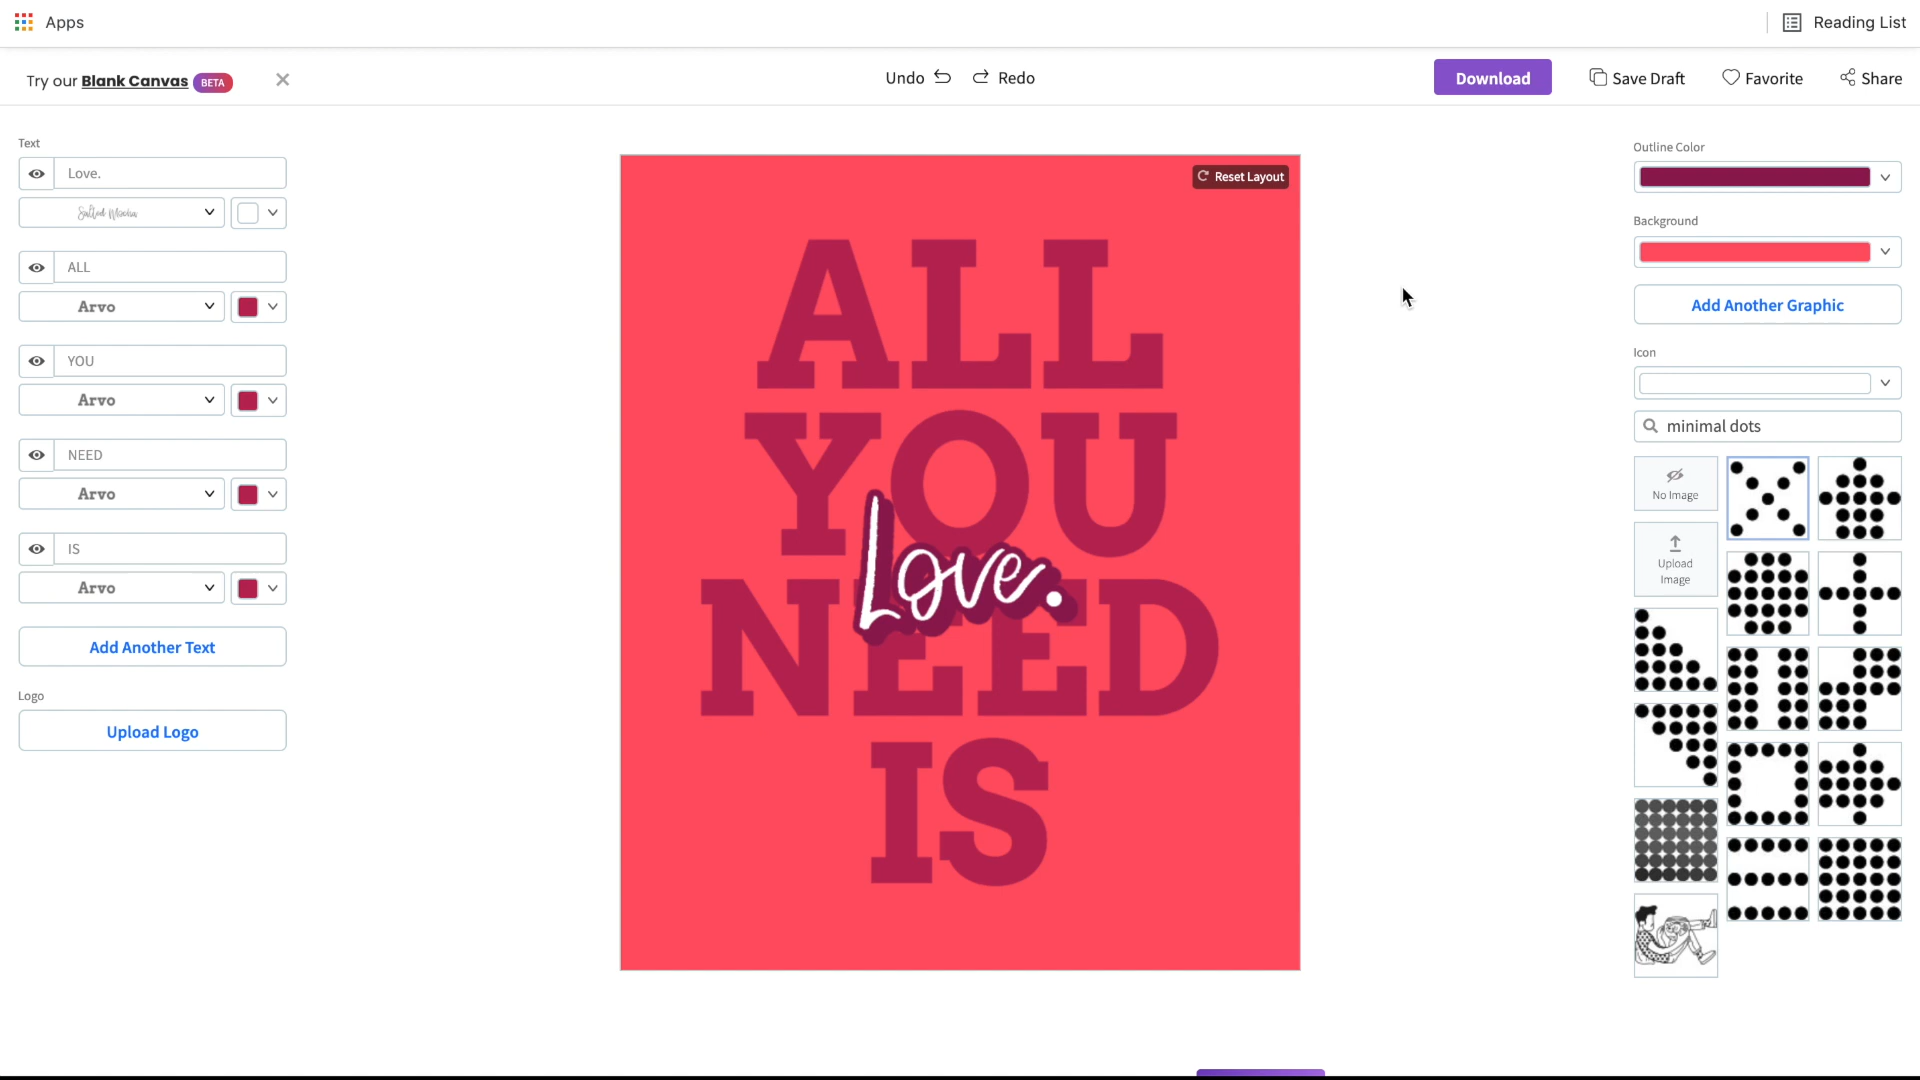 Apps
Reading List
Try our Blank Canvas BETA
Undo
Redo
Download
Save Draft
Favorite
Share
Text
Love.
Salted Mocha
ALL
Arvo
YOU
Arvo
NEED
Arvo
IS
Arvo
Add Another Text
Logo
Upload Logo
Reset Layout
ALL
YOU
Love.
NEED
IS
Outline Color
Background
Add Another Graphic
Icon
minimal dots
No Image
Upload
Image